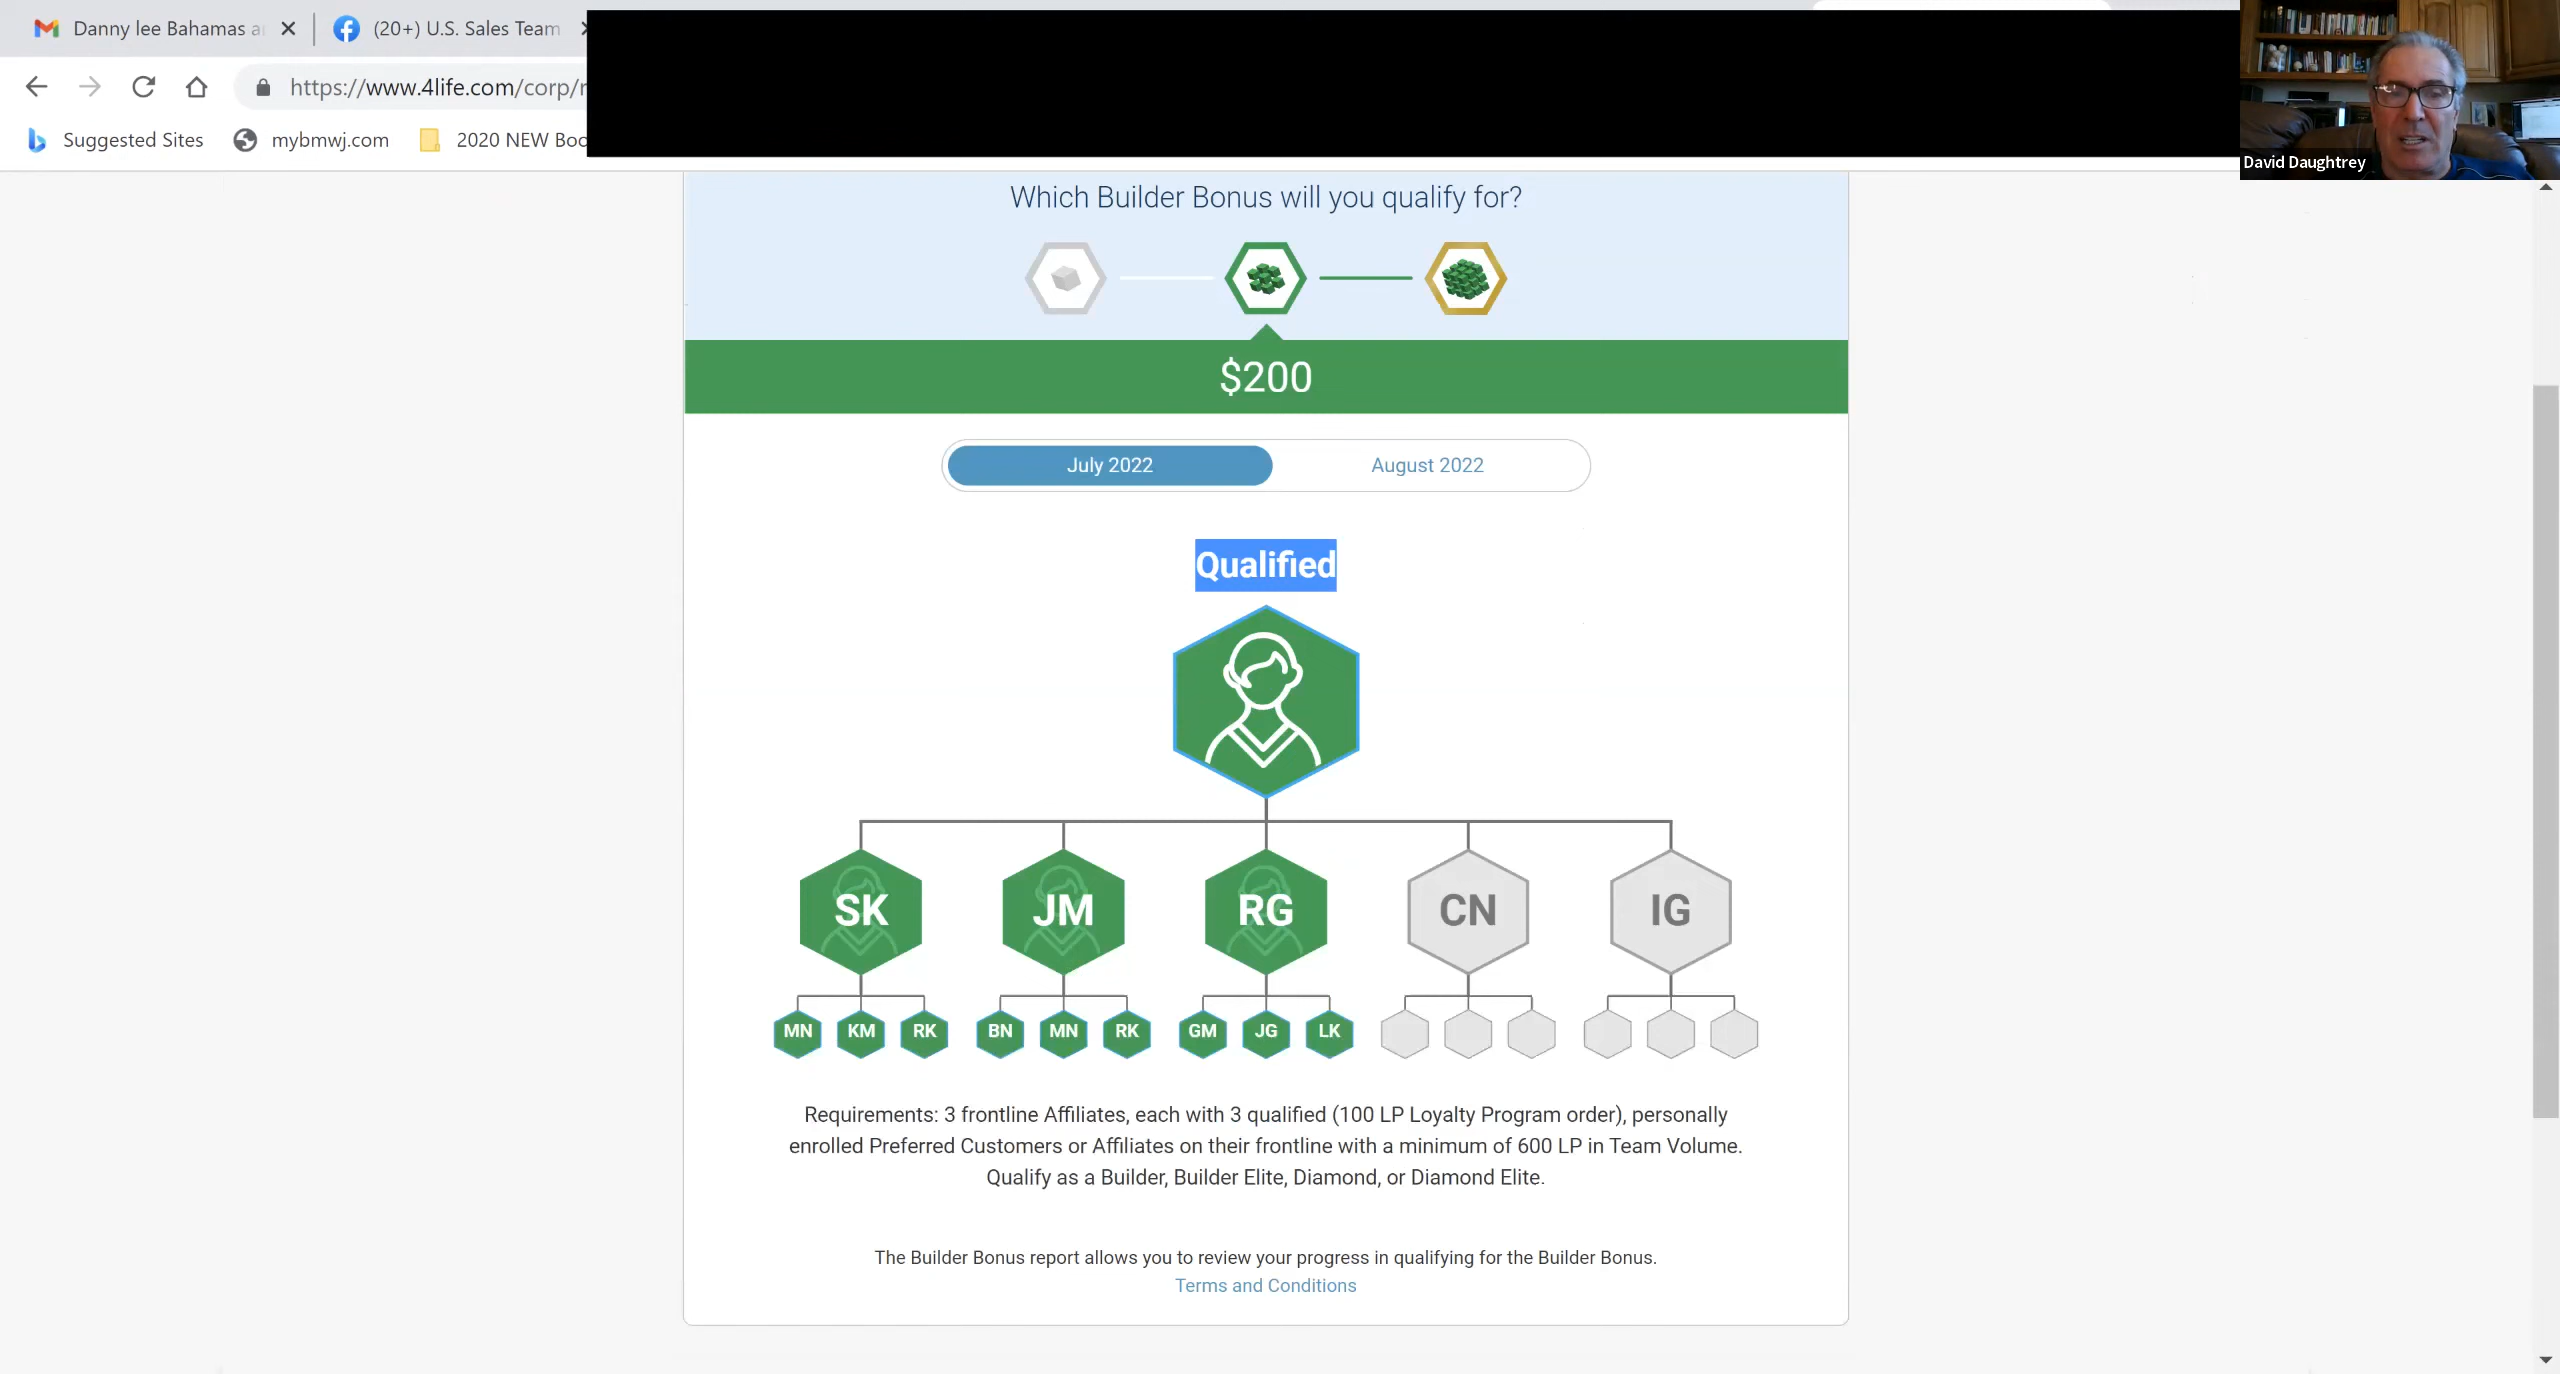 Danny lee Bahamas a
(20+) U.S. Sales Team
https://www.4life.com/corp/r
Suggested Sites
mybmwj.com
2020 NEW Boo
David Daughtrey
Which Builder Bonus will you qualify for?
$200
July 2022
August 2022
Qualified
SK
JM
RG
CN
IG
MN
KM
RK
BN
MN
RK
GM
JG
LK
Requirements: 3 frontline Affiliates, each with 3 qualified (100 LP Loyalty Program order), personally
enrolled Preferred Customers or Affiliates on their frontline with a minimum of 600 LP in Team Volume.
Qualify as a Builder, Builder Elite, Diamond, or Diamond Elite.
The Builder Bonus report allows you to review your progress in qualifying for the Builder Bonus.
Terms and Conditions